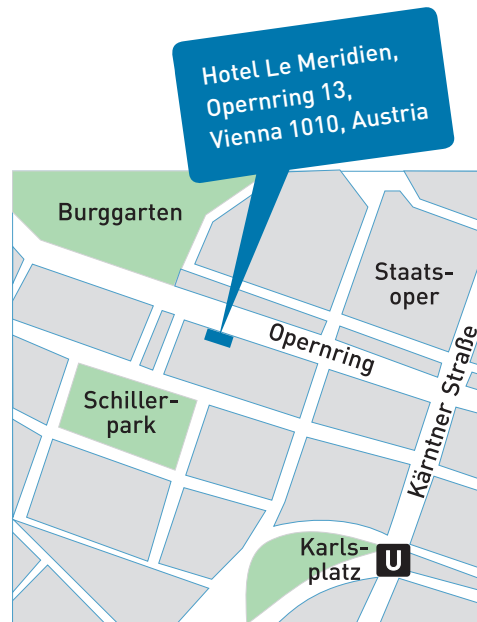 Hotel Le Meridien,
Opernring 13,
Vienna 1010, Austria
Burggarten
Staats-
oper
Opernring
Kärntner Straße
Schiller-
park
Karls-
platz
U